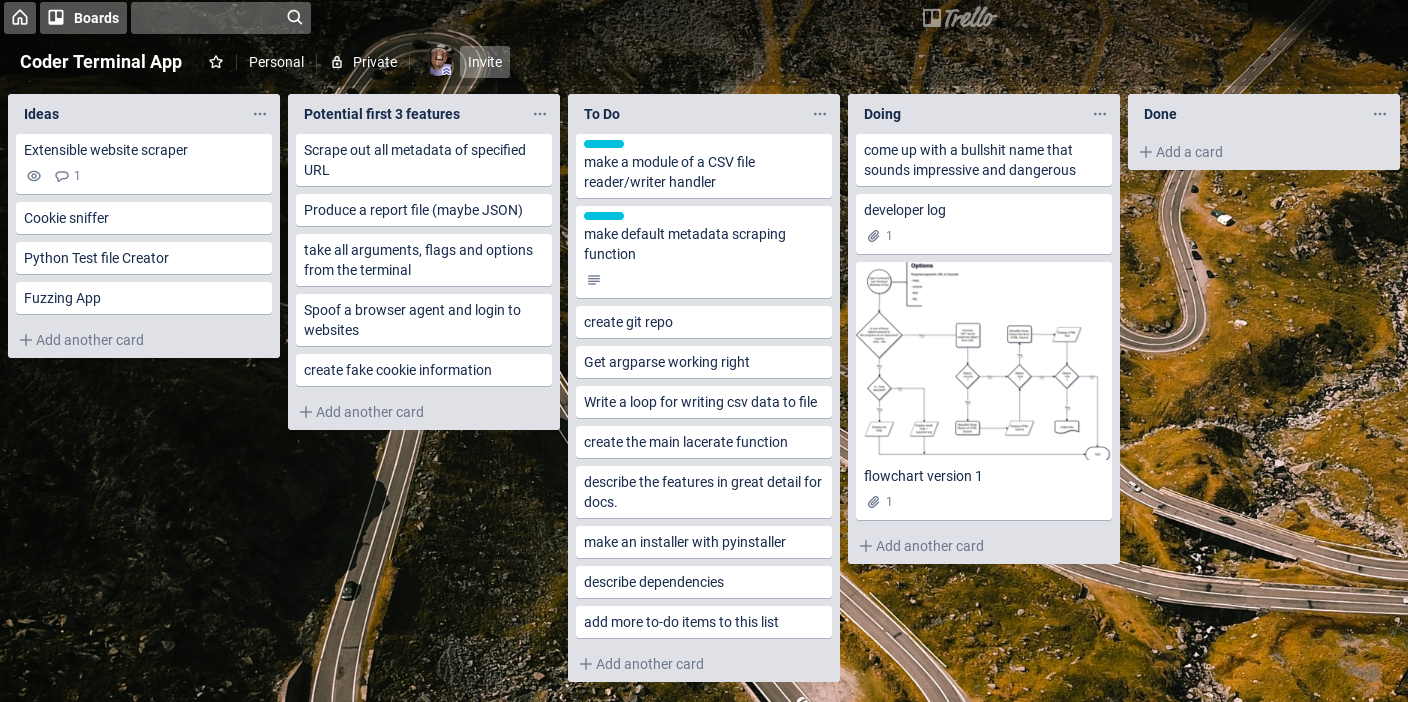 Boards
Trello
Coder Terminal App
Personal
Private
Invite
Ideas
Extensible website scraper
1
Cookie sniffer
Python Test file Creator
Fuzzing App
Add another card
Potential first 3 features
Scrape out all metadata of specified
URL
Produce a report file (maybe JSON)
take all arguments, flags and options
from the terminal
Spoof a browser agent and login to
websites
create fake cookie information
Add another card
To Do
make a module of a CSV file
reader/writer handler
make default metadata scraping
function
create git repo
Get argparse working right
Write a loop for writing csv data to file
create the main lacerate function
describe the features in great detail for
docs.
make an installer with pyinstaller
describe dependencies
add more to-do items to this list
Add another card
Doing
come up with a bullshit name that
sounds impressive and dangerous
developer log
1
Options
flowchart version 1
1
Add another card
Done
Add a card